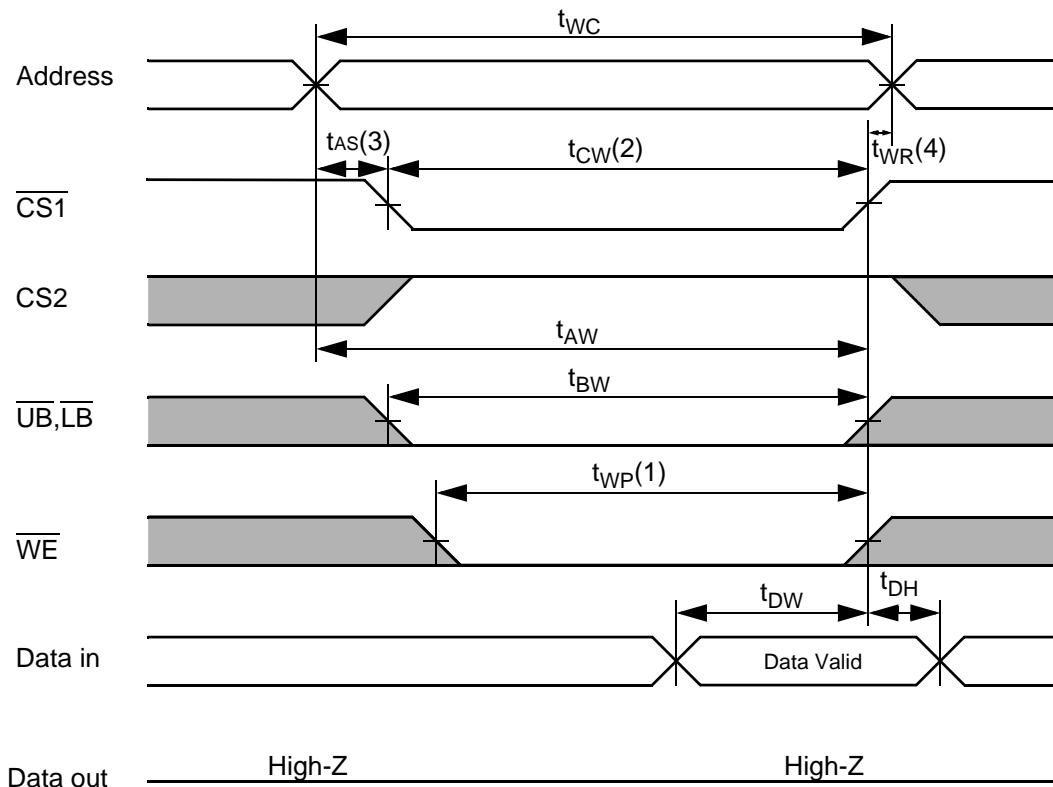 tWC
Address
tAS(3)
tCW(2)
tWR(4)
CS1
CS2
tAW
tBW
UB,LB
tWP(1)
WE
tDW
tDH
Data in
Data Valid
High-Z
High-Z
Data out